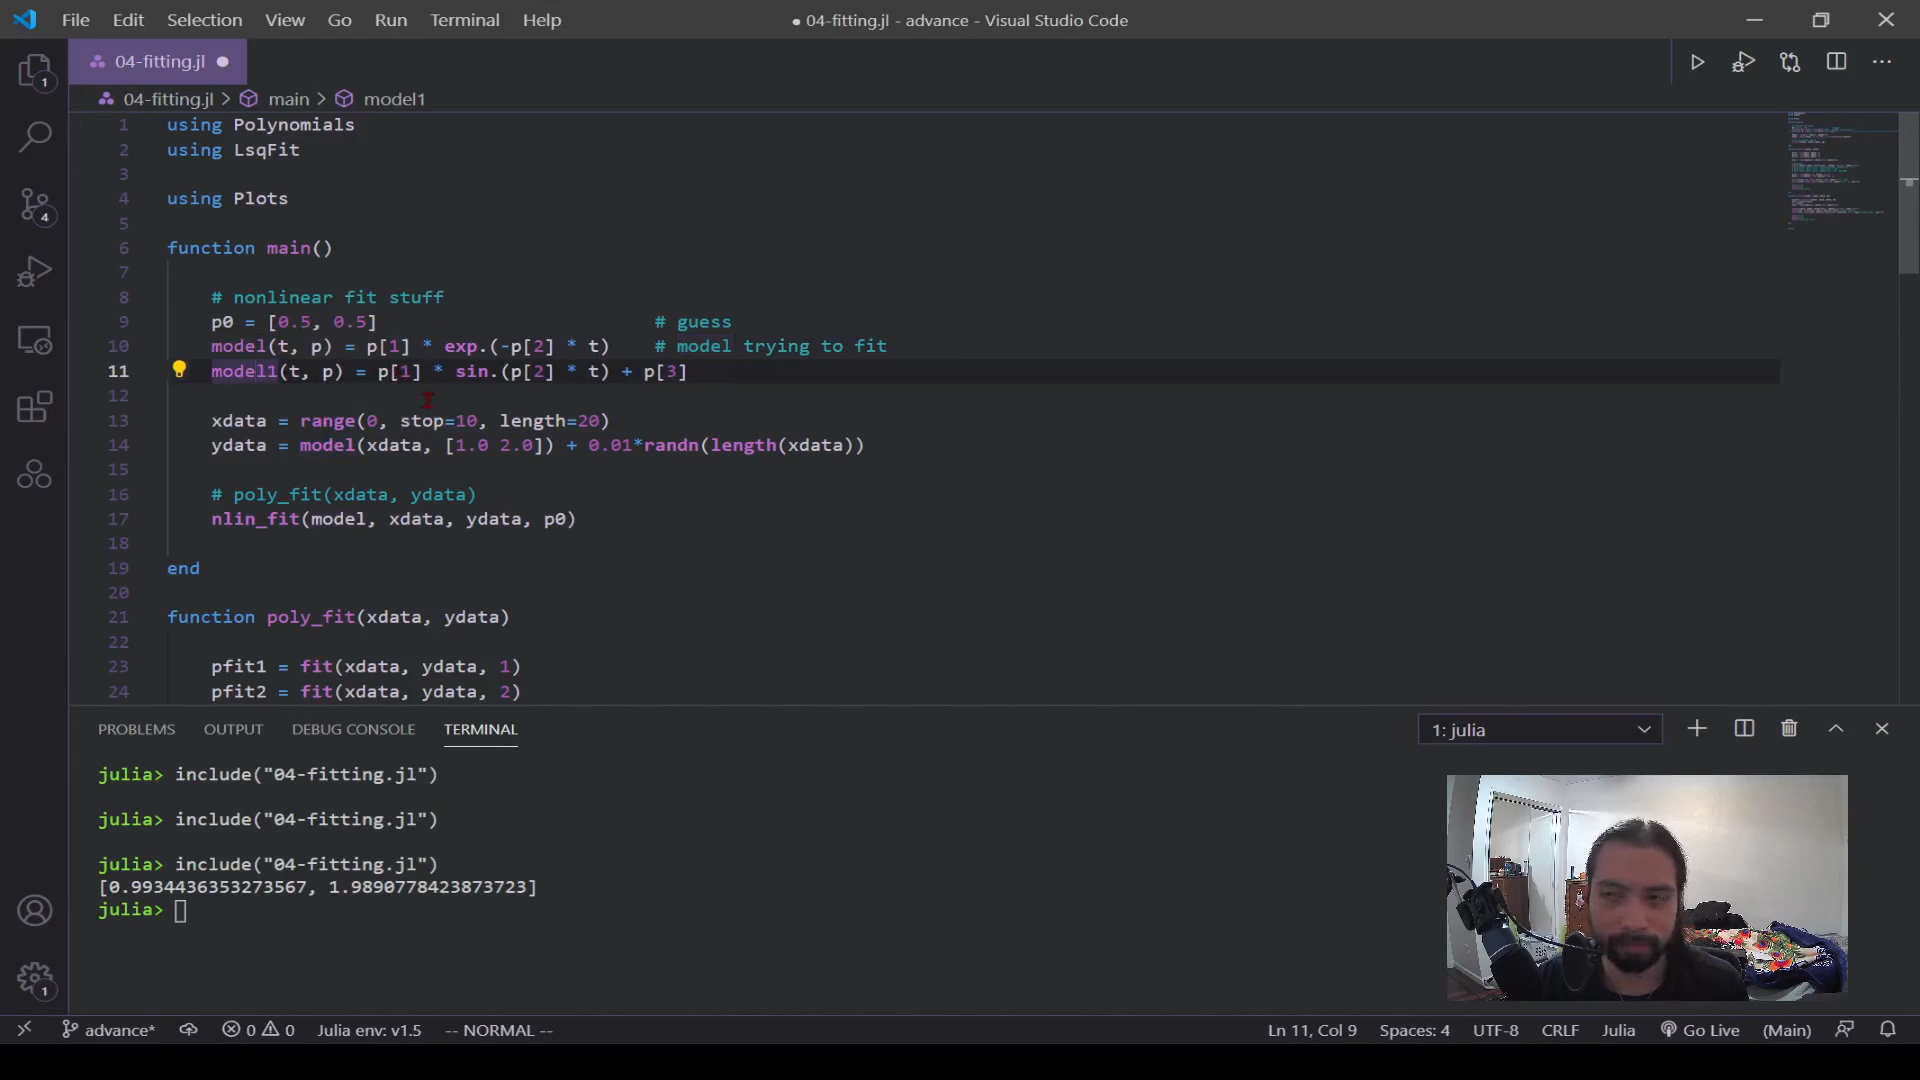 File Edit Selection View Go Run Terminal Help
● 04-fitting.jl - advance - Visual Studio Code
04-fitting.jl
04-fitting.jl > main > model1
1 using Polynomials
2 using LsqFit
3
4 using Plots
5
6 function main()
7
8 # nonlinear fit stuff
9 p0 = [0.5, 0.5] # guess
10 model(t, p) = p[1] * exp.(-p[2] * t) # model trying to fit
11 model1(t, p) = p[1] * sin.(p[2] * t) + p[3]
12
13 xdata = range(0, stop=10, length=20)
14 ydata = model(xdata, [1.0 2.0]) + 0.01*randn(length(xdata))
15
16 # poly_fit(xdata, ydata)
17 nlin_fit(model, xdata, ydata, p0)
18
19 end
20
21 function poly_fit(xdata, ydata)
22
23 pfit1 = fit(xdata, ydata, 1)
24 pfit2 = fit(xdata, ydata, 2)
1
4
1
PROBLEMS OUTPUT DEBUG CONSOLE TERMINAL
1: julia
julia> include("04-fitting.jl")
julia> include("04-fitting.jl")
julia> include("04-fitting.jl")
[0.9934436353273567, 1.9890778423873723]
julia>
advance* 0 0 Julia env: v1.5 -- NORMAL -- Ln 11, Col 9 Spaces: 4 UTF-8 CRLF Julia Go Live (Main)